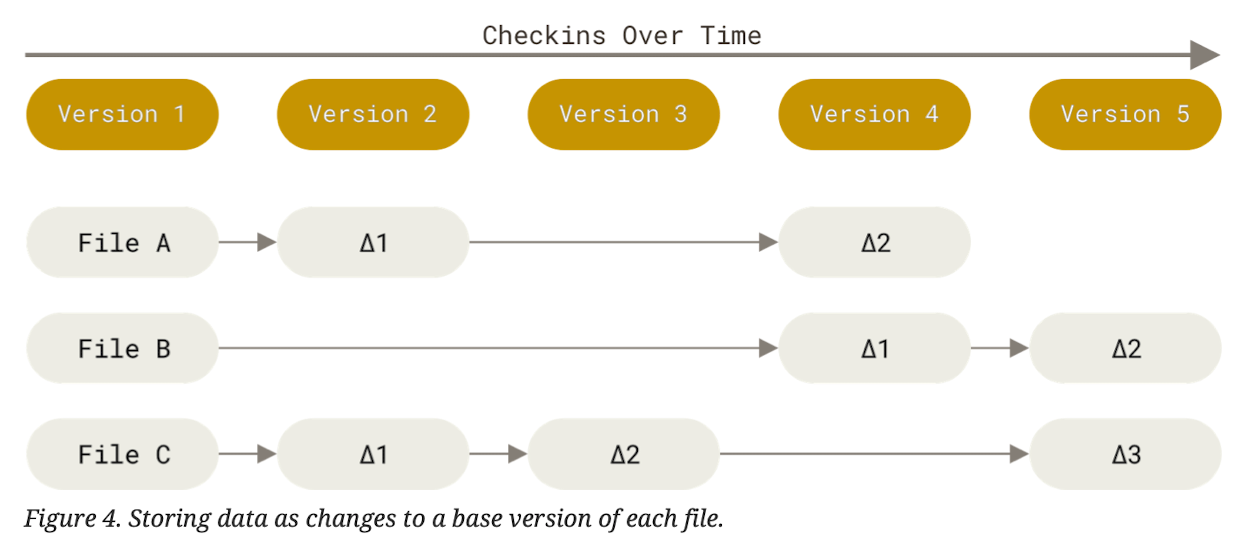 Checkins Over Time
Version 1 Version 2 Version 3 Version 4 Version 5
File A Δ1 Δ2
File B Δ1 Δ2
File C Δ1 Δ2 Δ3
Figure 4. Storing data as changes to a base version of each file.